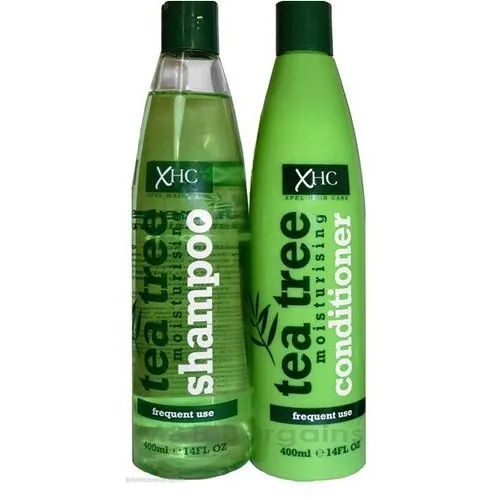 XHC
XPEL HAIR CARE
tea tree
moisturising
shampoo
frequent use
400ml e 14FL OZ
XHC
XPEL HAIR CARE
tea tree
moisturising
conditioner
frequent use
400ml e 14FL OZ